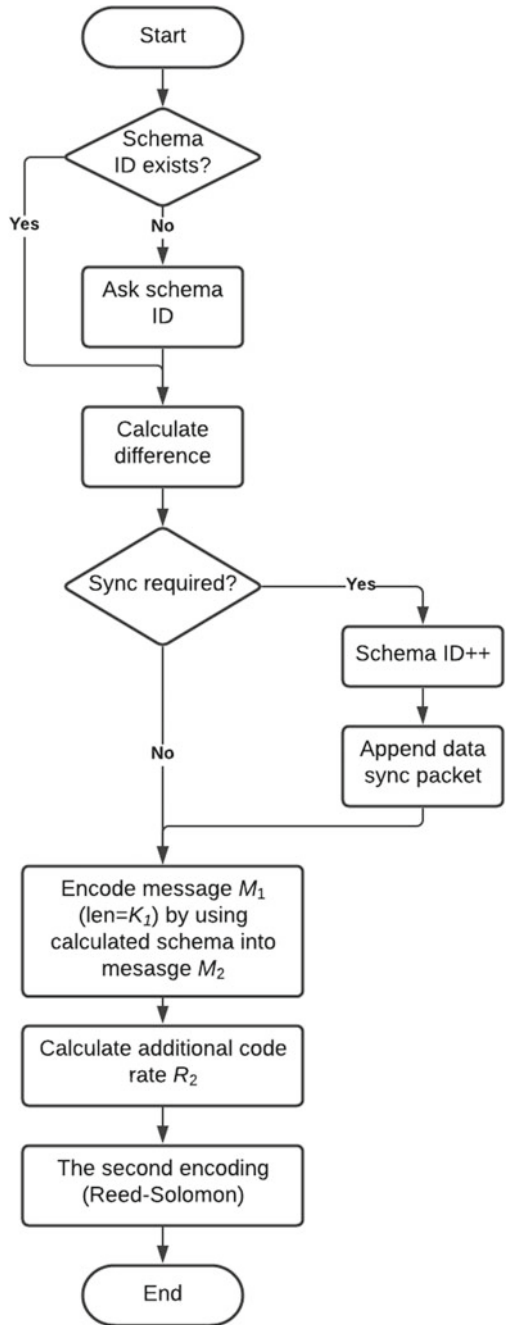 Start
Schema
ID exists?
Yes
No
Ask schema
ID
Calculate
difference
Sync required?
Yes
Schema ID++
Append data
sync packet
No
Encode message M₁
(len=K₁) by using
calculated schema into
mesasge M₂
Calculate additional code
rate R₂
The second encoding
(Reed-Solomon)
End